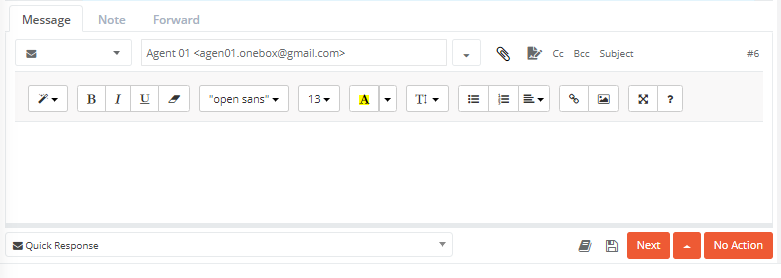 Message Note Forward
Agent 01 <agen01.onebox@gmail.com> Cc Bcc Subject #6
B I U "open sans" 13 A T ?
Quick Response Next No Action